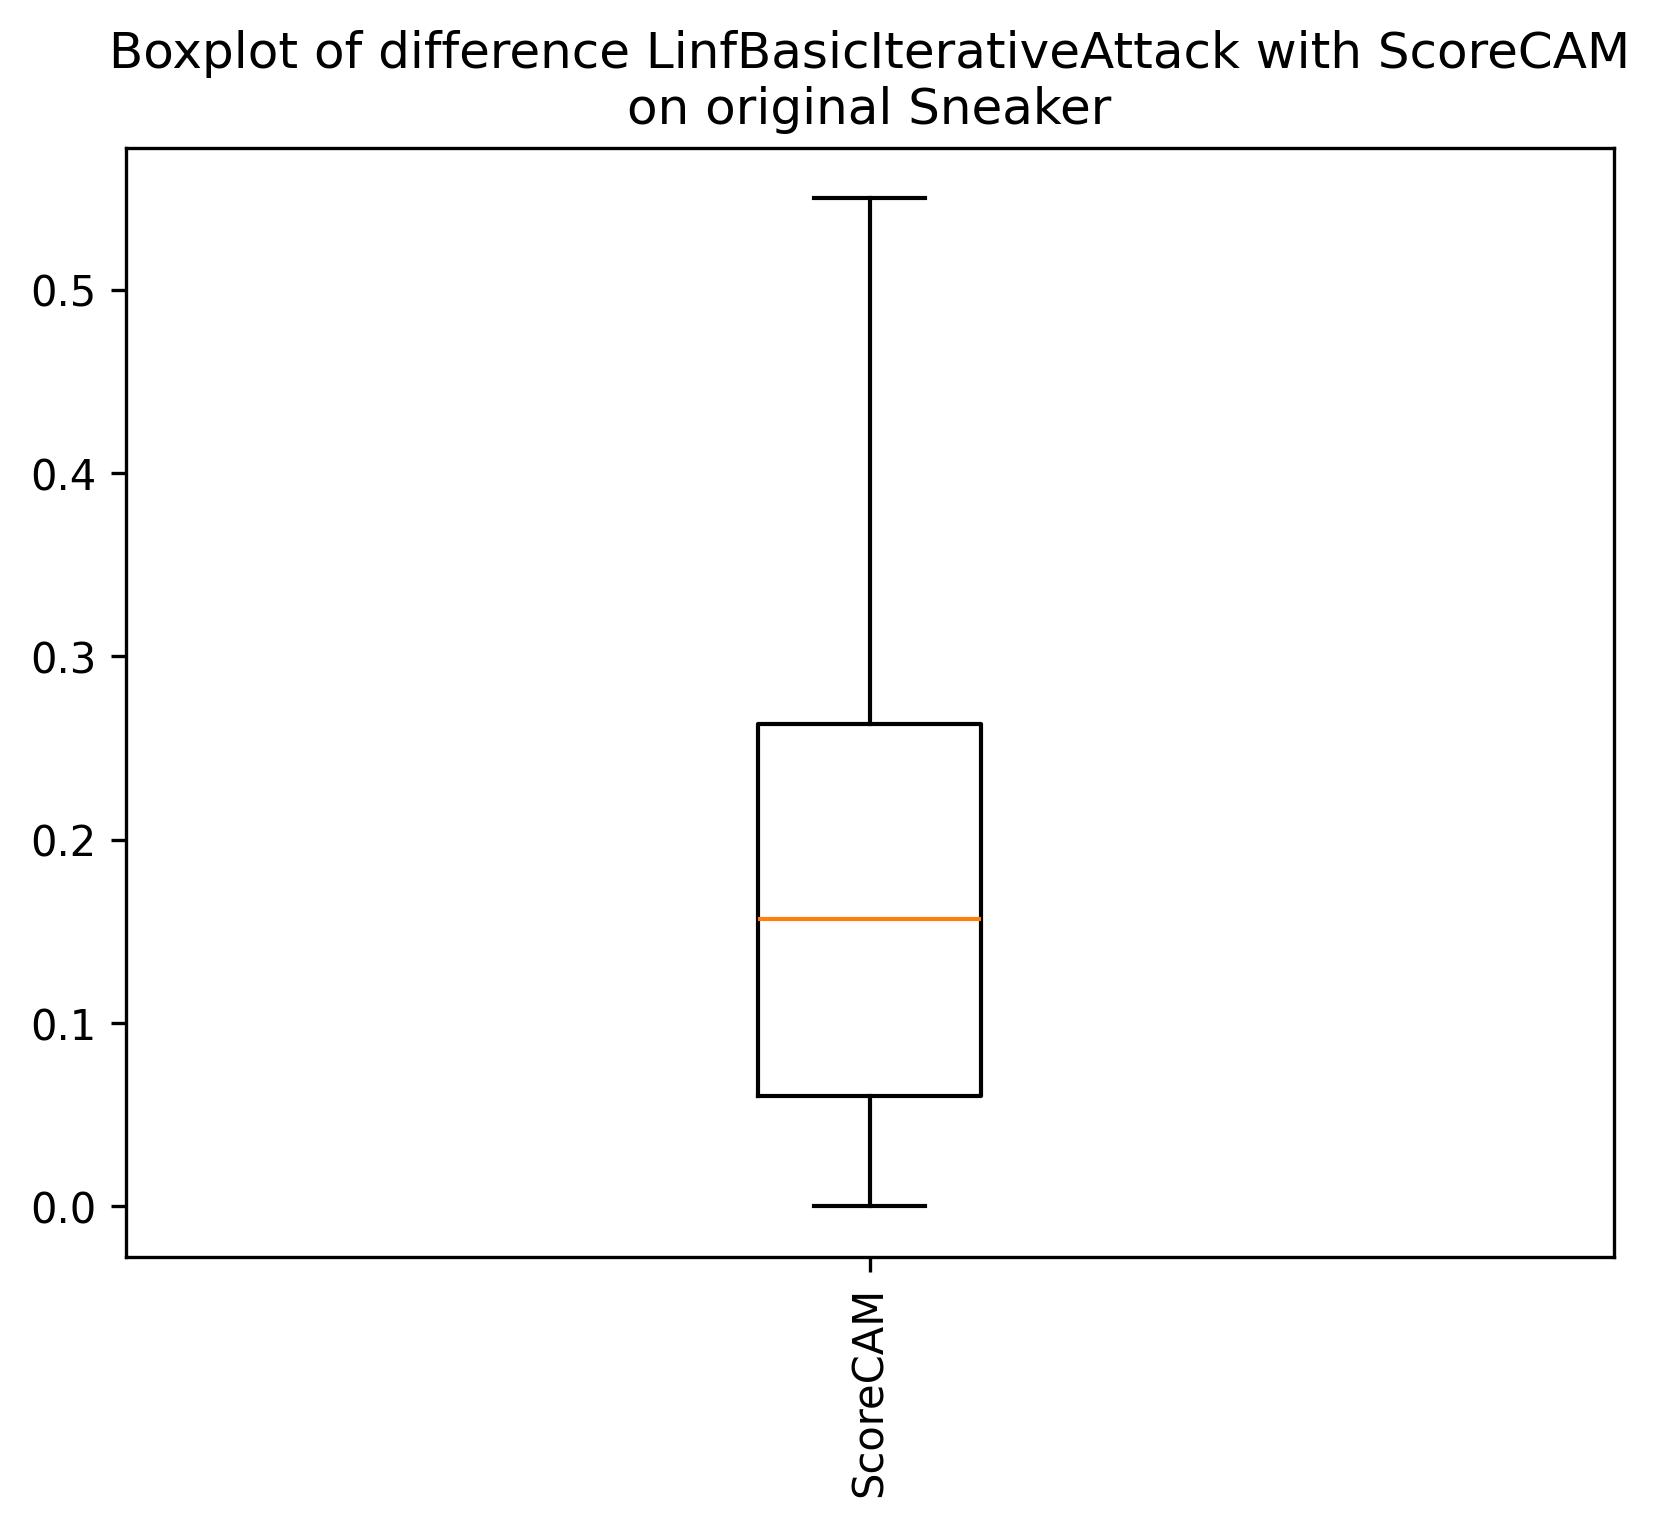 Boxplot of difference LinfBasicIterativeAttack with ScoreCAM
on original Sneaker
0.5
0.4
0.3
0.2
0.1
0.0
ScoreCAM